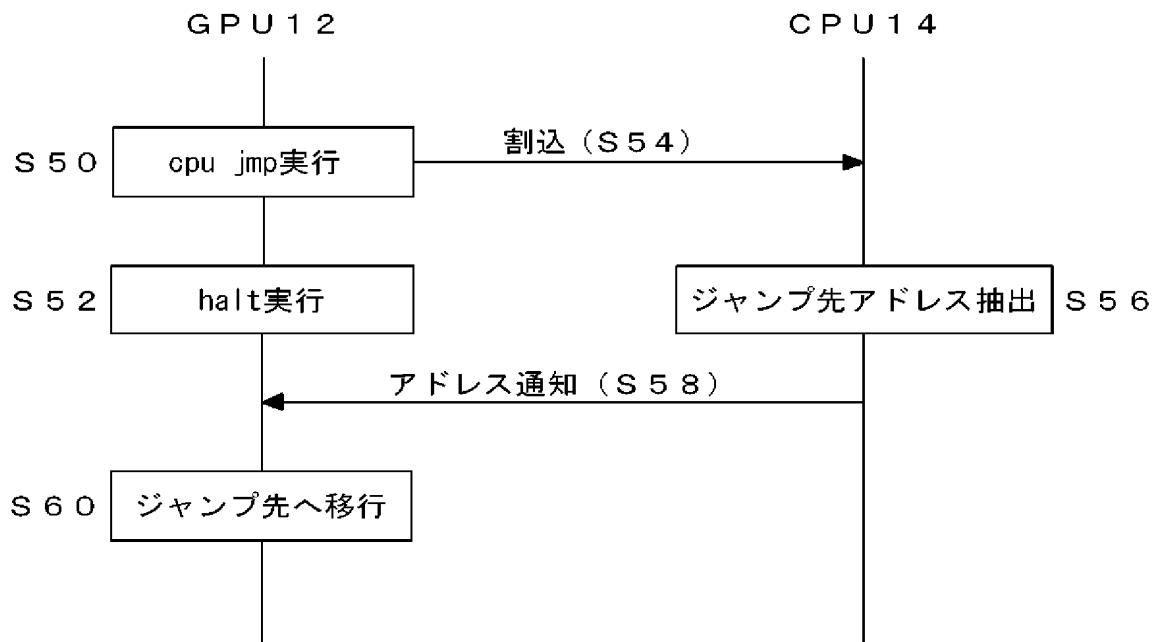 GPU12
CPU14
S50
cpu jmp実行
割込（S54）
S52
halt実行
ジャンプ先アドレス抽出
S56
アドレス通知（S58）
S60
ジャンプ先へ移行